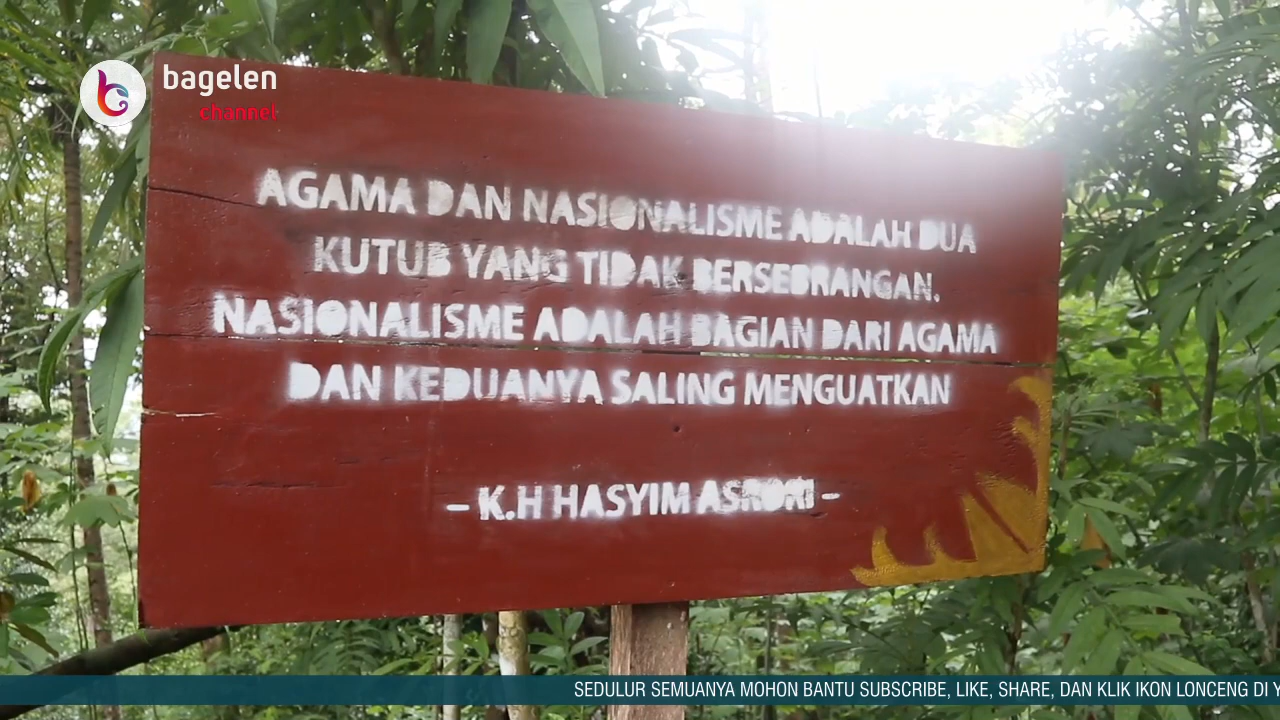 bagelen
channel
AGAMA DAN NASIONALISME ADALAH DUA
KUTUB YANG TIDAK BERSEBRANGAN.
NASIONALISME ADALAH BAGIAN DARI AGAMA
DAN KEDUANYA SALING MENGUATKAN
– K.H HASYIM ASRORI –
SEDULUR SEMUANYA MOHON BANTU SUBSCRIBE, LIKE, SHARE, DAN KLIK IKON LONCENG DI